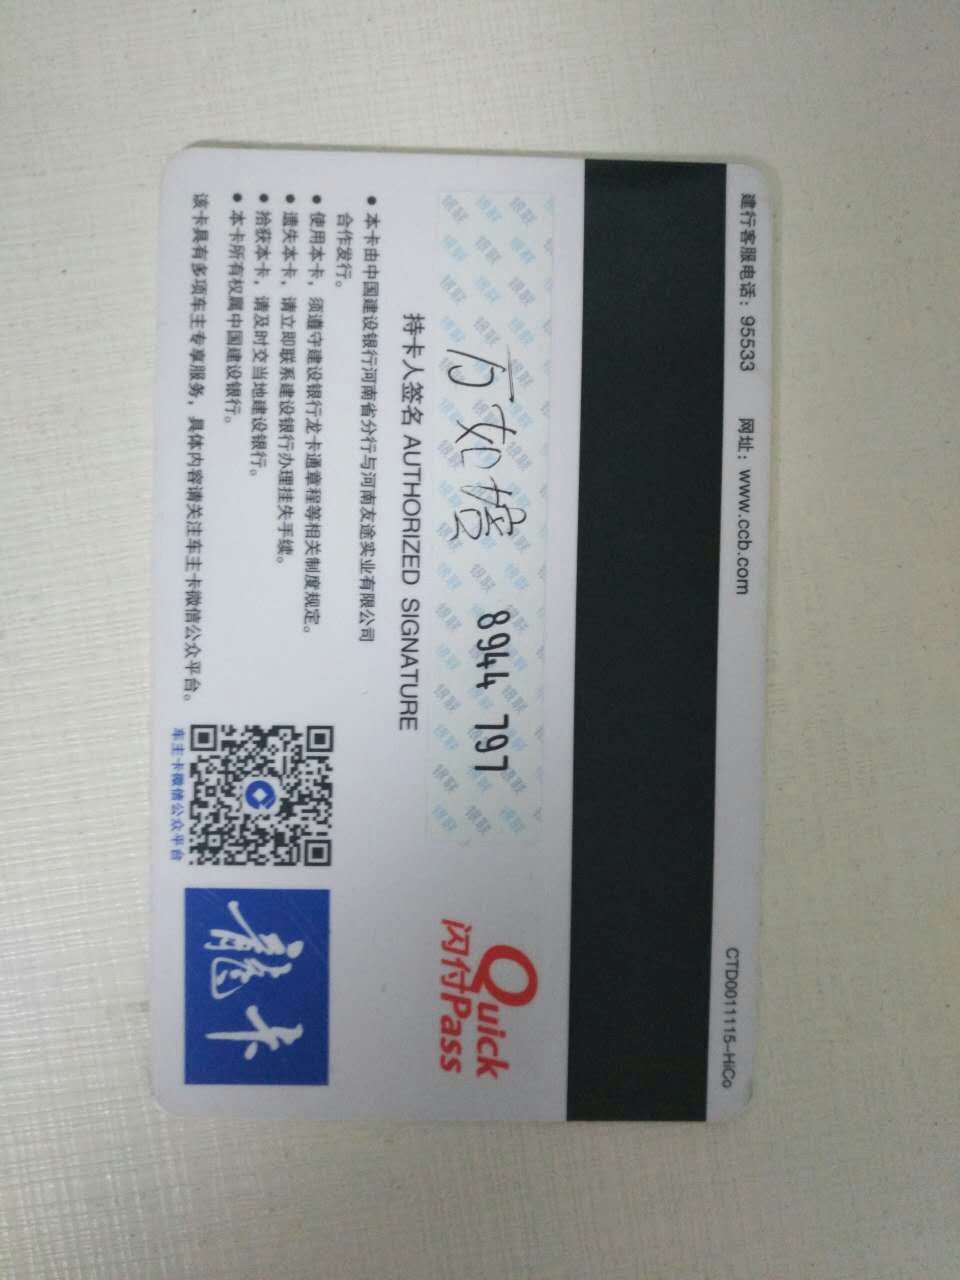 建行客服电话：95533 网址：www.ccb.com CTD0011115-HiCo
8944 797
持卡人签名 AUTHORIZED SIGNATURE
Quick
闪付Pass
●本卡由中国建设银行河南省分行与河南友途实业有限公司
合作发行。
●使用本卡，须遵守建设银行龙卡通章程等相关制度规定。
●遗失本卡，请立即联系建设银行办理挂失手续。
●拾获本卡，请及时交当地建设银行。
●本卡所有权属中国建设银行。
该卡具有多项车主专享服务，具体内容请关注车主卡微信公众平台。
车主卡微信公众平台
龍卡